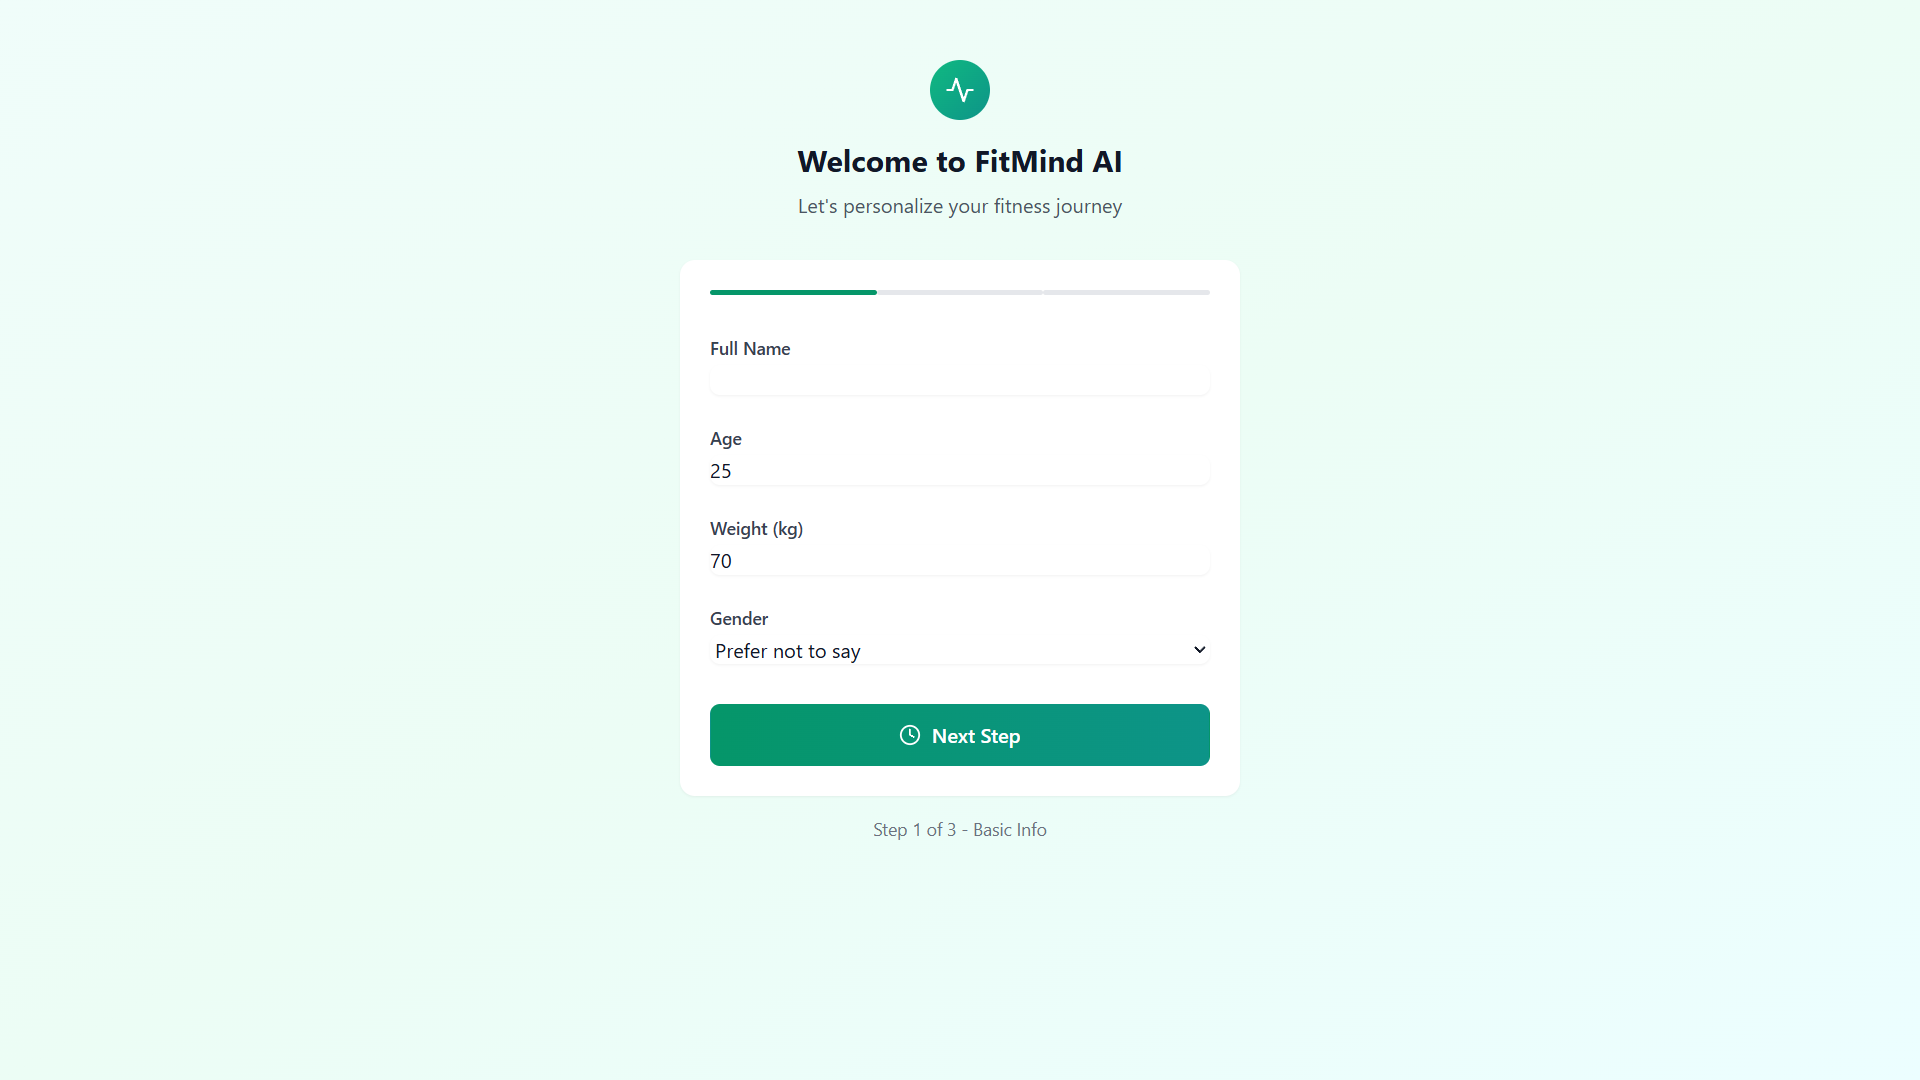 Welcome to FitMind AI
Let's personalize your fitness journey
Full Name
Age
25
Weight (kg)
70
Gender
Prefer not to say
Next Step
Step 1 of 3 - Basic Info